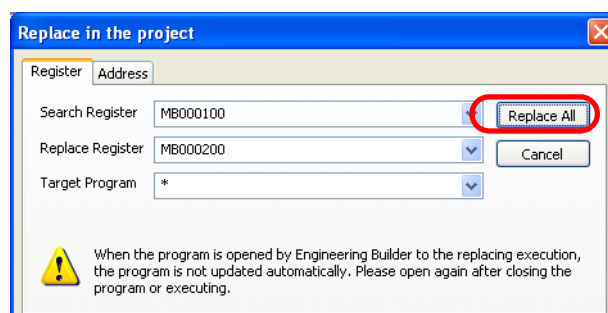 Replace in the project
Register Address
Search Register MB000100 Replace All
Replace Register MB000200 Cancel
Target Program *
When the program is opened by Engineering Builder to the replacing execution,
the program is not updated automatically. Please open again after closing the
program or executing.